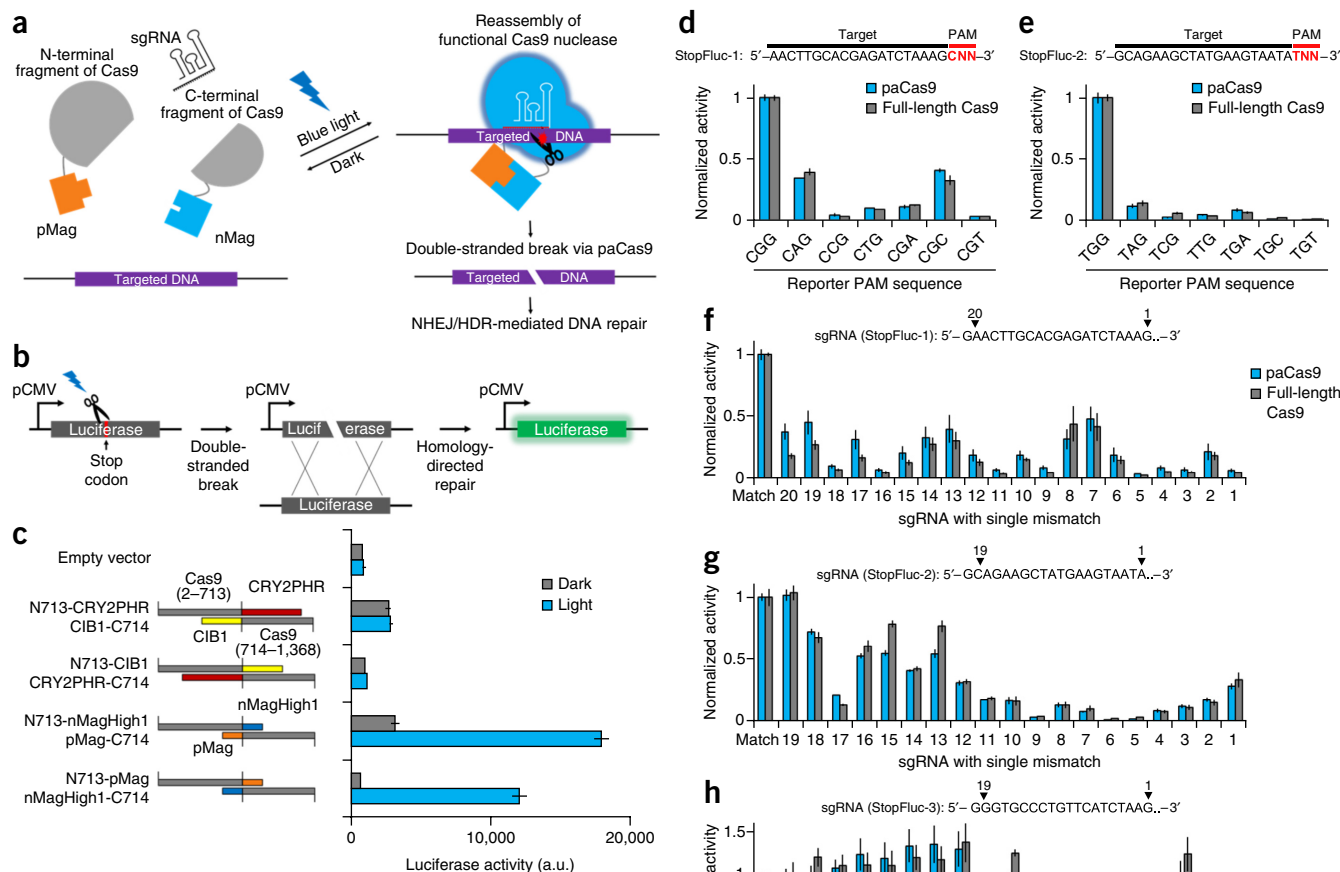 a
N-terminal
fragment of Cas9
sgRNA
C-terminal
fragment of Cas9
pMag
nMag
Blue light
Dark
Reassembly of
functional Cas9 nuclease
Targeted DNA
Targeted DNA
Double-stranded break via paCas9
Targeted DNA
NHEJ/HDR-mediated DNA repair
b
pCMV
Luciferase
Stop
codon
Double-
stranded
break
pCMV
Lucif erase
Luciferase
Homology-
directed
repair
pCMV
Luciferase
c
Empty vector
Cas9
(2–713)
CRY2PHR
N713-CRY2PHR
CIB1-C714
CIB1
Cas9
(714–1,368)
N713-CIB1
CRY2PHR-C714
nMagHigh1
N713-nMagHigh1
pMag-C714
pMag
N713-pMag
nMagHigh1-C714
Dark
Light
0 10,000 20,000
Luciferase activity (a.u.)
d
Target PAM
StopFluc-1: 5′–AACTTGCACGAGATCTAAAGCNN–3′
paCas9
Full-length Cas9
Normalized activity
1
0.5
0
CGG CAG CCG CTG CGA CGC CGT
Reporter PAM sequence
e
Target PAM
StopFluc-2: 5′–GCAGAAGCTATGAAGTAATATNN–3′
paCas9
Full-length Cas9
Normalized activity
1
0.5
0
TGG TAG TCG TTG TGA TGC TGT
Reporter PAM sequence
f
20 1
sgRNA (StopFluc-1): 5′–GAACTTGCACGAGATCTAAAG..–3′
paCas9
Full-length
Cas9
Normalized activity
1
0.5
0
Match 20 19 18 17 16 15 14 13 12 11 10 9 8 7 6 5 4 3 2 1
sgRNA with single mismatch
g
19 1
sgRNA (StopFluc-2): 5′–GCAGAAGCTATGAAGTAATA..–3′
Normalized activity
1
0.5
0
Match 19 18 17 16 15 14 13 12 11 10 9 8 7 6 5 4 3 2 1
sgRNA with single mismatch
h
19 1
sgRNA (StopFluc-3): 5′–GGGTGCCCTGTTCATCTAAG..–3′
1.5